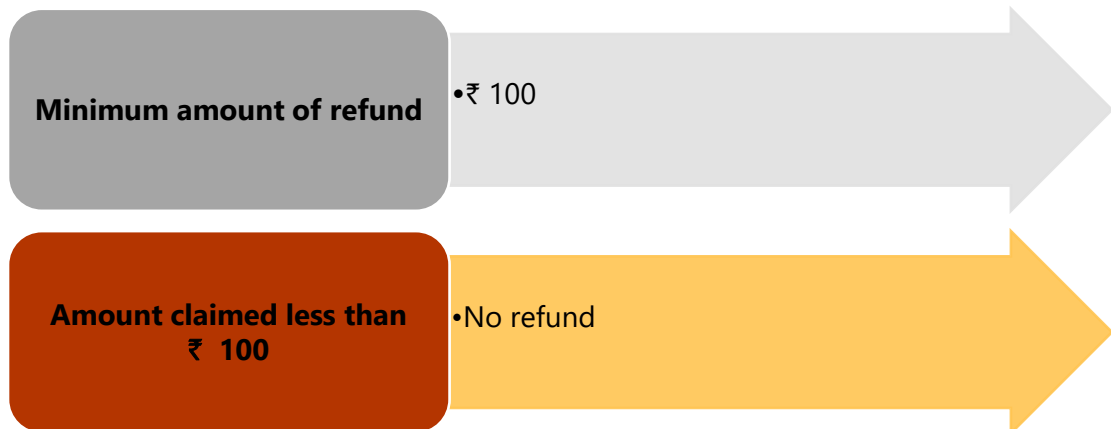 Minimum amount of refund
•₹ 100
Amount claimed less than
₹ 100
•No refund